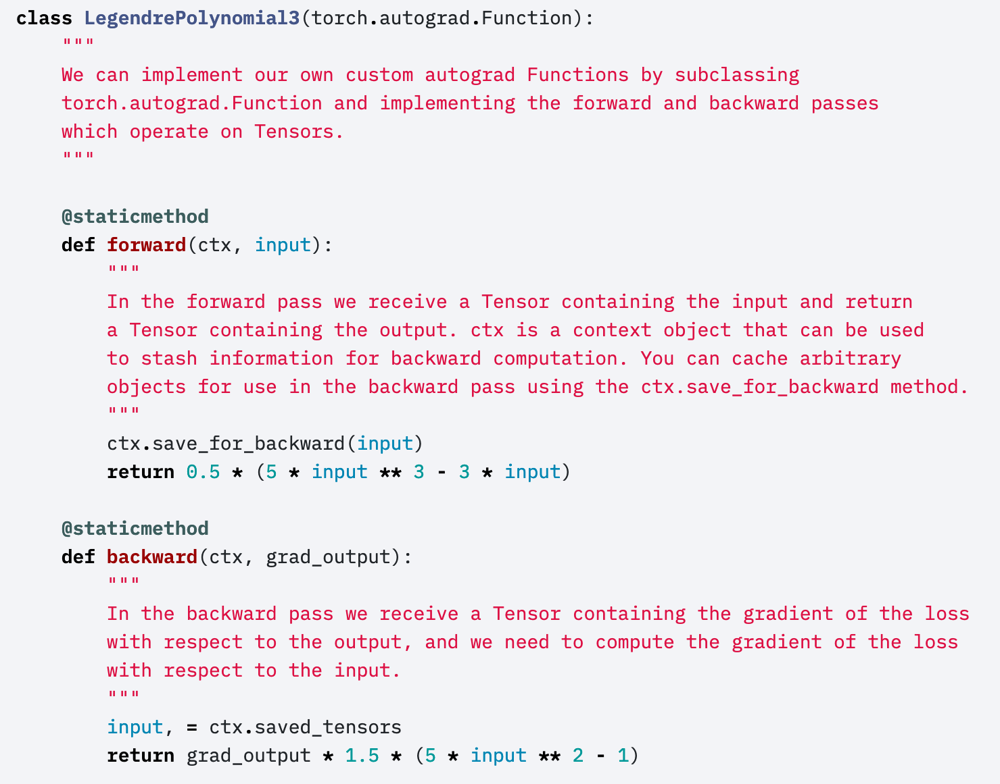 class LegendrePolynomial3(torch.autograd.Function):
    """
    We can implement our own custom autograd Functions by subclassing
    torch.autograd.Function and implementing the forward and backward passes
    which operate on Tensors.
    """

    @staticmethod
    def forward(ctx, input):
        """
        In the forward pass we receive a Tensor containing the input and return
        a Tensor containing the output. ctx is a context object that can be used
        to stash information for backward computation. You can cache arbitrary
        objects for use in the backward pass using the ctx.save_for_backward method.
        """
        ctx.save_for_backward(input)
        return 0.5 * (5 * input ** 3 - 3 * input)

    @staticmethod
    def backward(ctx, grad_output):
        """
        In the backward pass we receive a Tensor containing the gradient of the loss
        with respect to the output, and we need to compute the gradient of the loss
        with respect to the input.
        """
        input, = ctx.saved_tensors
        return grad_output * 1.5 * (5 * input ** 2 - 1)